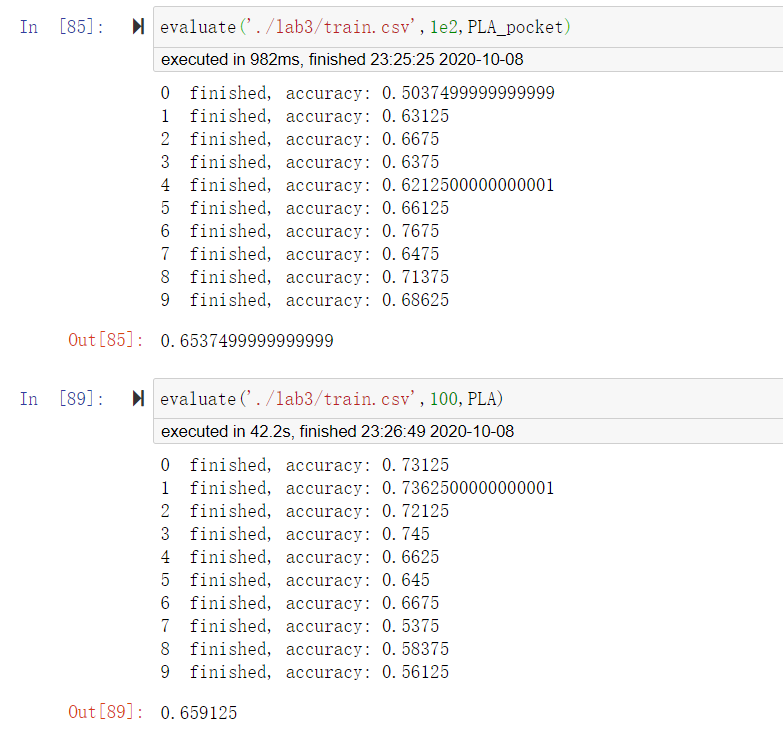 In [85]: evaluate('./lab3/train.csv',1e2,PLA_pocket)
executed in 982ms, finished 23:25:25 2020-10-08
0 finished, accuracy: 0.5037499999999999
1 finished, accuracy: 0.63125
2 finished, accuracy: 0.6675
3 finished, accuracy: 0.6375
4 finished, accuracy: 0.6212500000000001
5 finished, accuracy: 0.66125
6 finished, accuracy: 0.7675
7 finished, accuracy: 0.6475
8 finished, accuracy: 0.71375
9 finished, accuracy: 0.68625
Out[85]: 0.6537499999999999
In [89]: evaluate('./lab3/train.csv',100,PLA)
executed in 42.2s, finished 23:26:49 2020-10-08
0 finished, accuracy: 0.73125
1 finished, accuracy: 0.7362500000000001
2 finished, accuracy: 0.72125
3 finished, accuracy: 0.745
4 finished, accuracy: 0.6625
5 finished, accuracy: 0.645
6 finished, accuracy: 0.6675
7 finished, accuracy: 0.5375
8 finished, accuracy: 0.58375
9 finished, accuracy: 0.56125
Out[89]: 0.659125